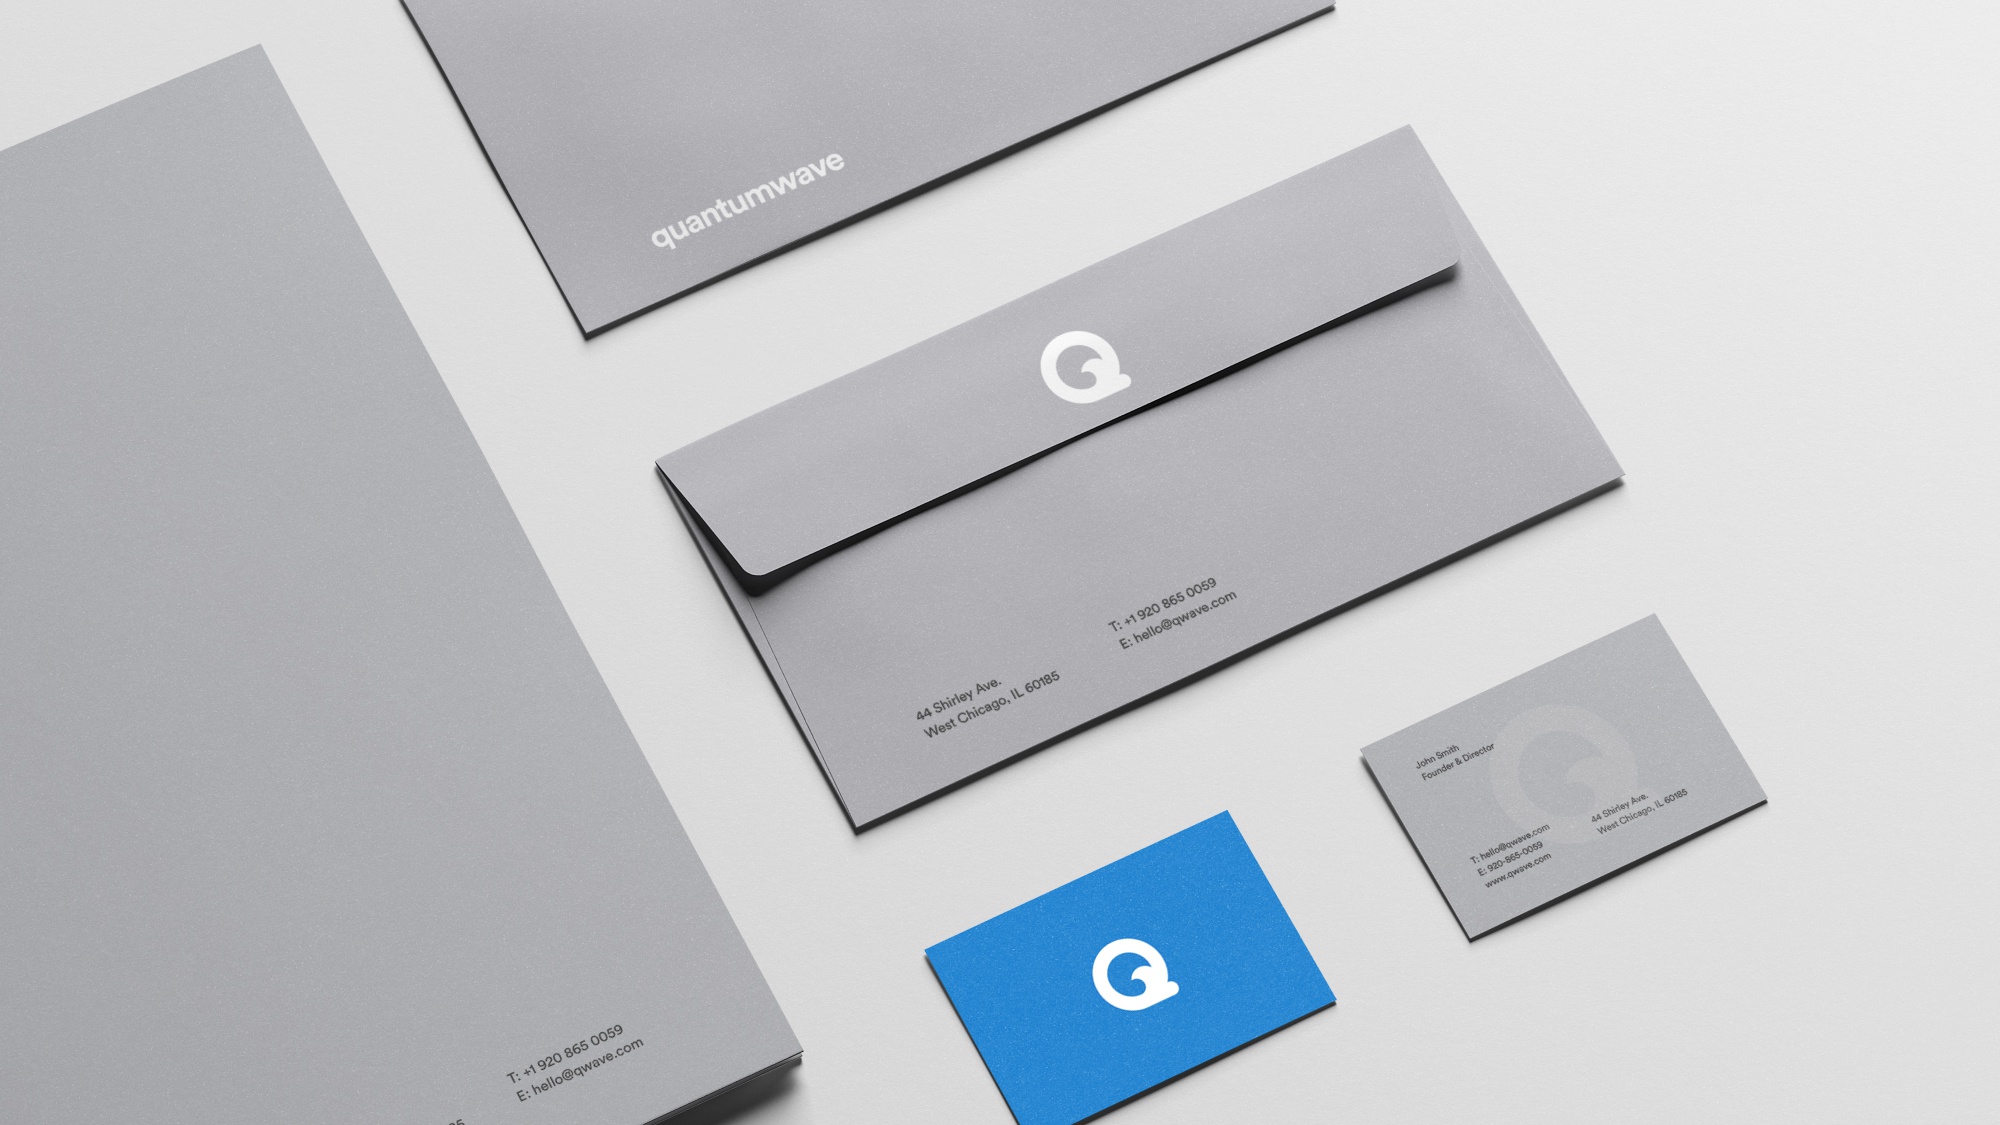 quantumwave
T: +1 920 865 0059
E: hello@qwave.com
44 Shirley Ave.
West Chicago, IL 60185
John Smith
Founder & Director
44 Shirley Ave.
West Chicago, IL 60185
T: hello@qwave.com
E: 920-865-0059
www.qwave.com
T: +1 920 865 0059
E: hello@qwave.com
85